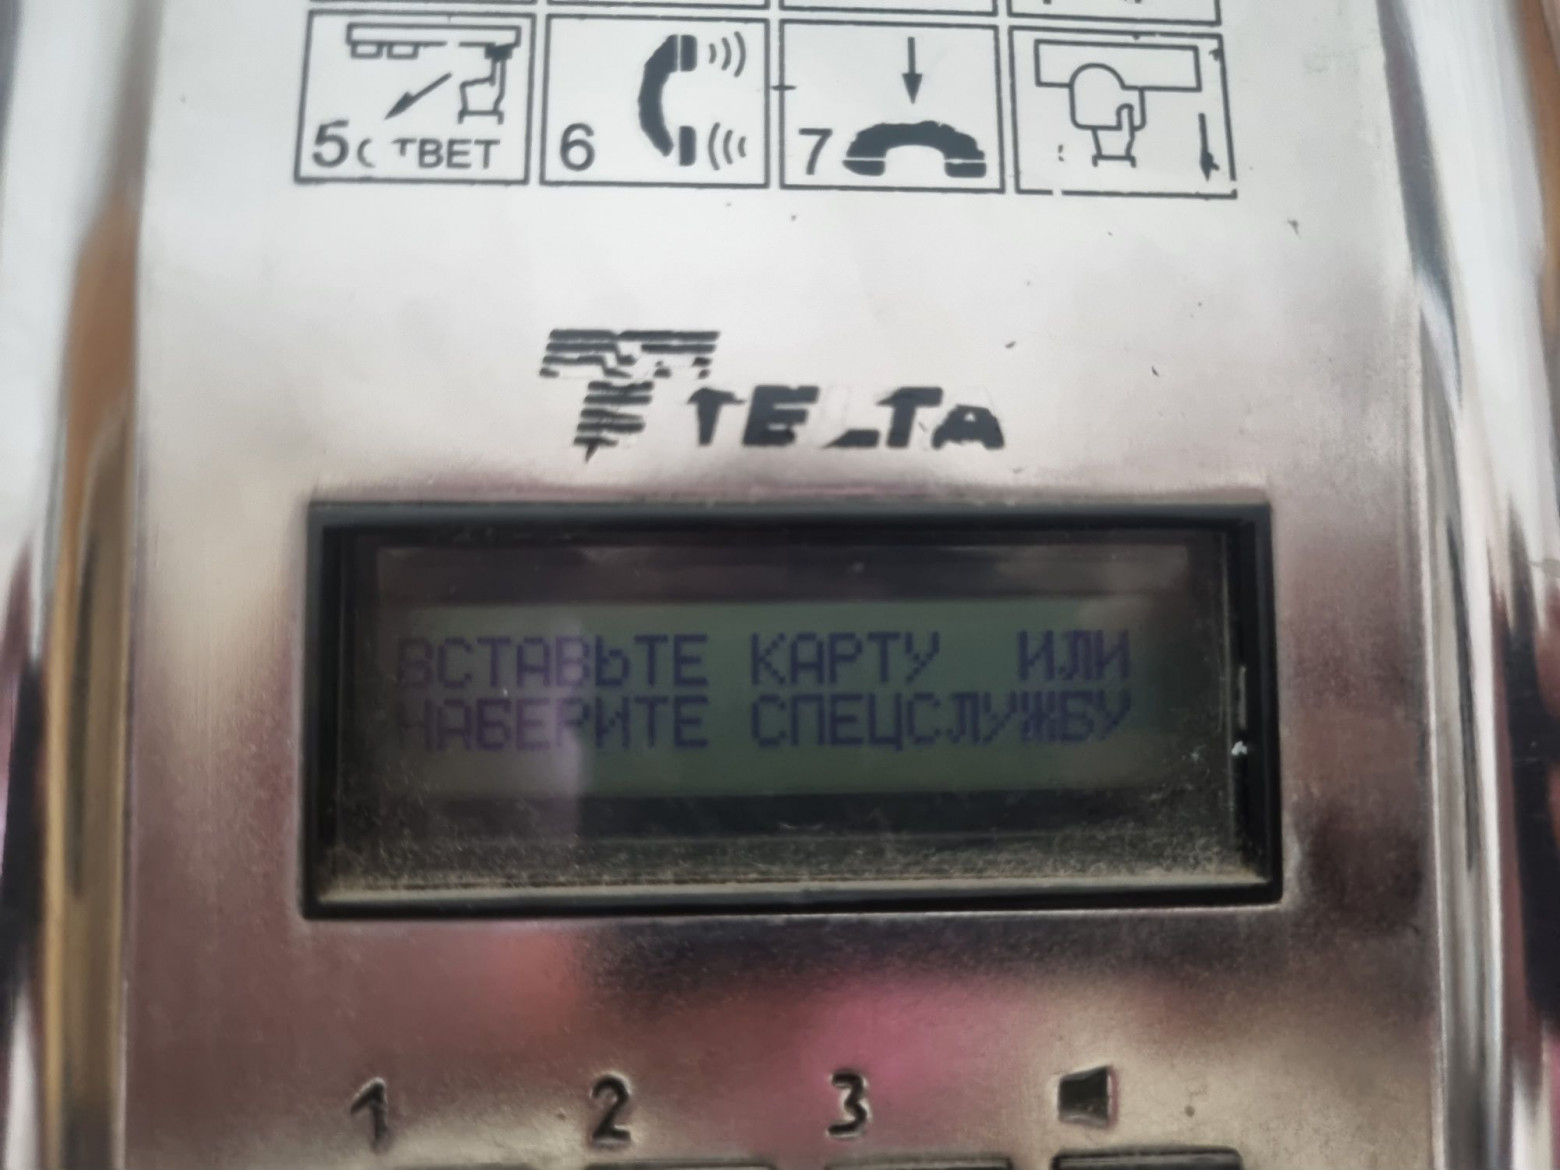 5 ОТВЕТ 6 7
TELTA
ВСТАВЬТЕ КАРТУ ИЛИ
НАБЕРИТЕ СПЕЦСЛУЖБУ
1 2 3